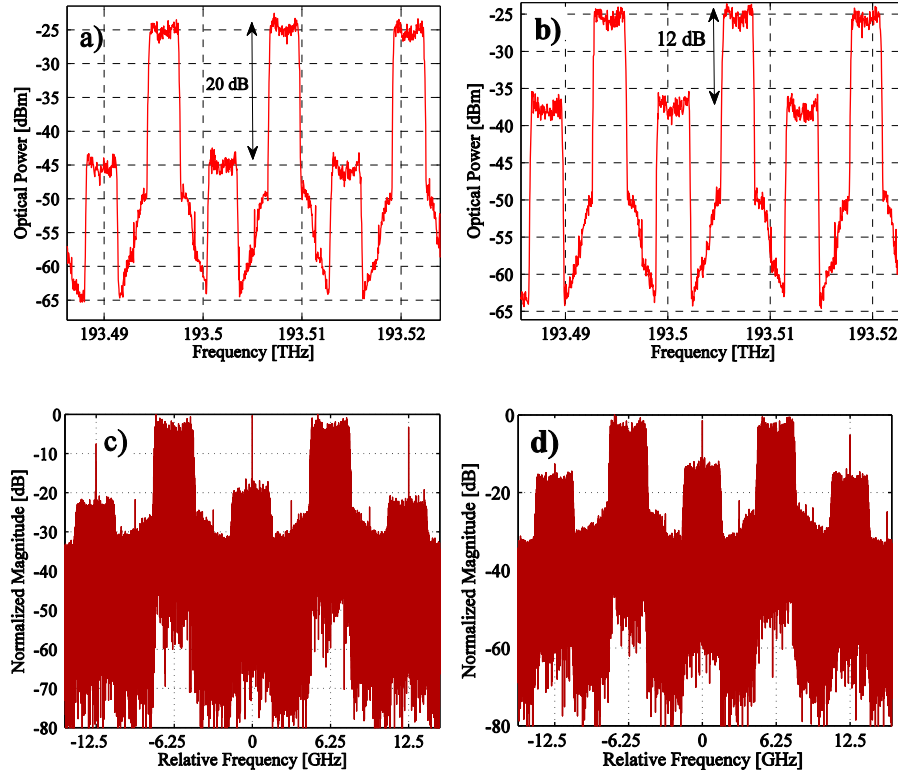 a)
20 dB
-25
-30
-35
-40
-45
-50
-55
-60
-65
Optical Power [dBm]
193.49 193.5 193.51 193.52
Frequency [THz]
b)
12 dB
-25
-30
-35
-40
-45
-50
-55
-60
-65
Optical Power [dBm]
193.49 193.5 193.51 193.52
Frequency [THz]
c)
0
-10
-20
-30
-40
-50
-60
-70
-80
Normalized Magnitude [dB]
-12.5 -6.25 0 6.25 12.5
Relative Frequency [GHz]
d)
0
-20
-40
-60
-80
Normalized Magnitude [dB]
-12.5 -6.25 0 6.25 12.5
Relative Frequency [GHz]